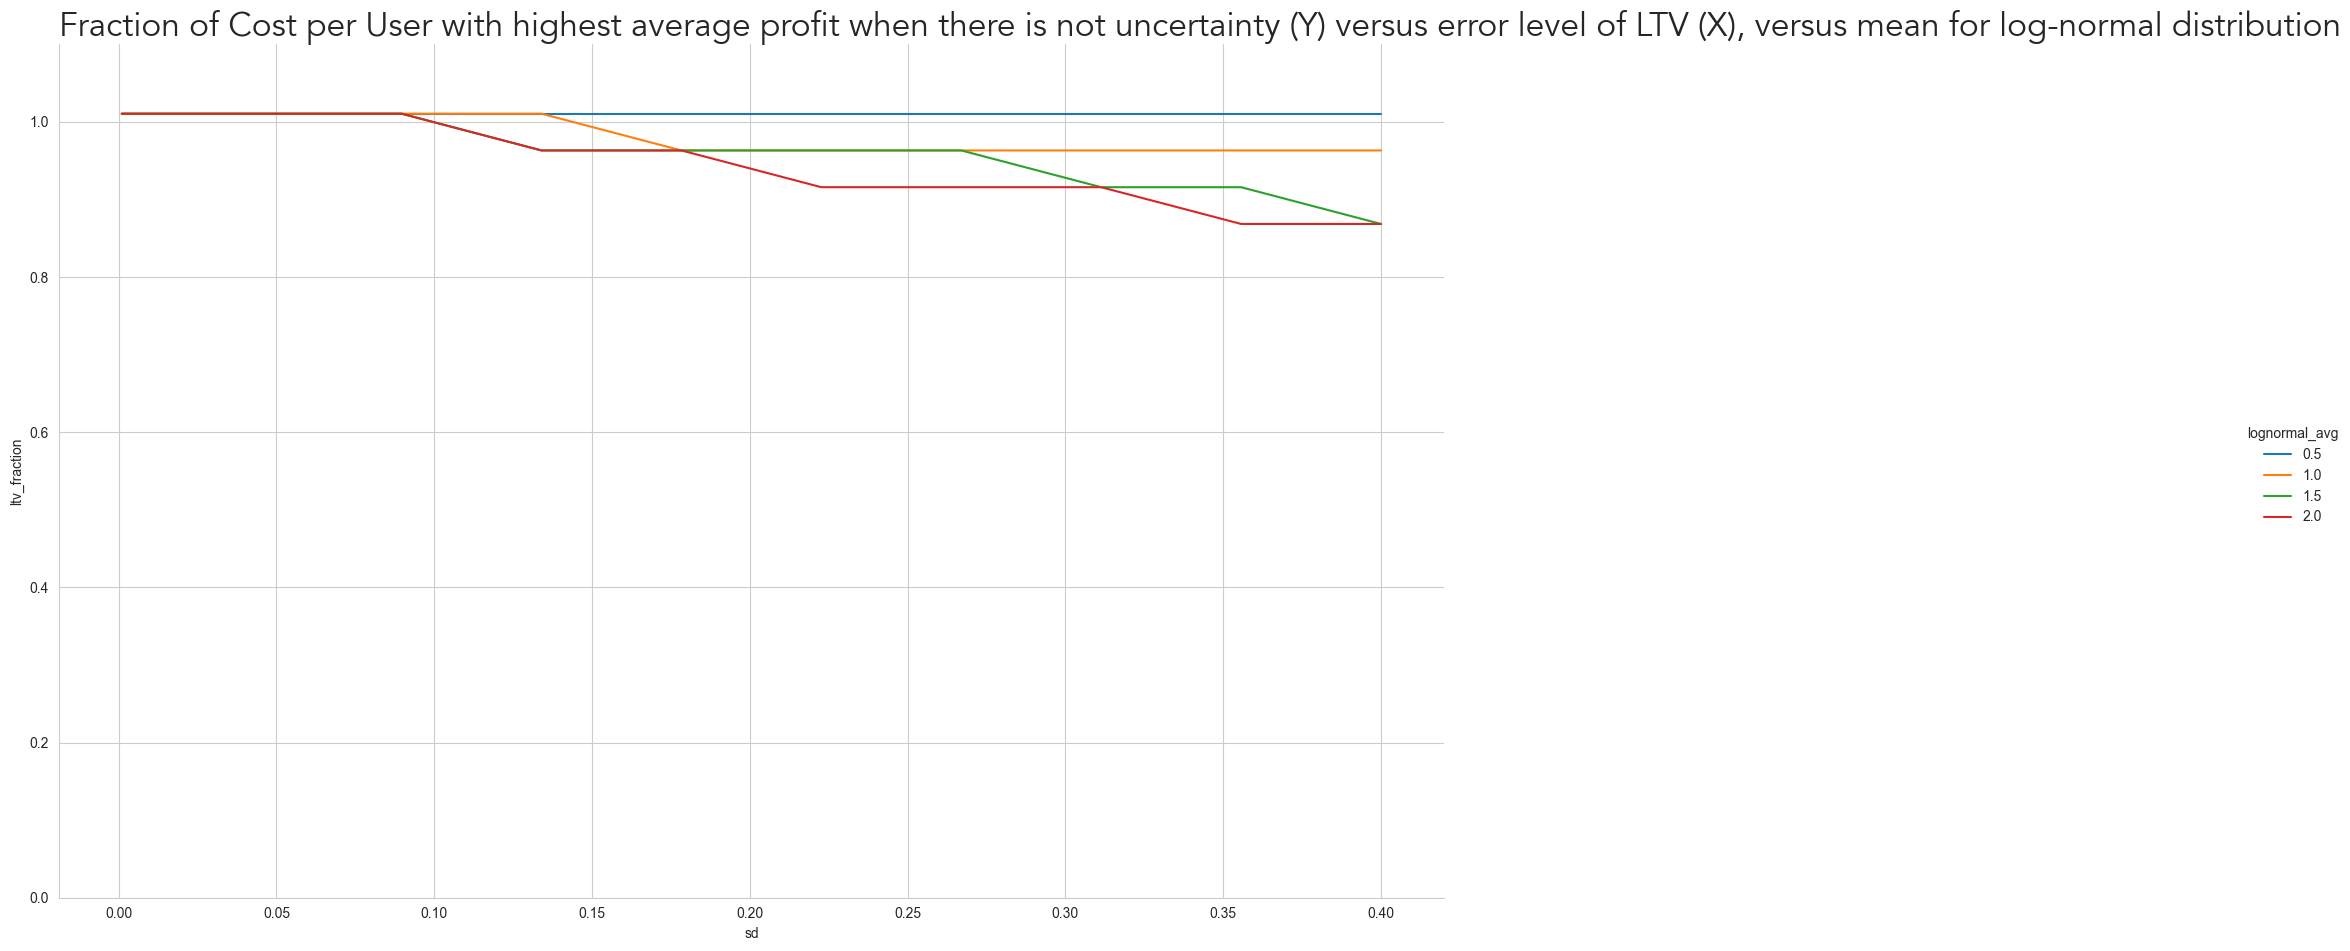 Fraction of Cost per User with highest average profit when there is not uncertainty (Y) versus error level of LTV (X), versus mean for log-normal distribution
1.0
0.8
0.6
0.4
0.2
0.0
ltv_fraction
0.00 0.05 0.10 0.15 0.20 0.25 0.30 0.35 0.40
sd
lognormal_avg
0.5
1.0
1.5
2.0